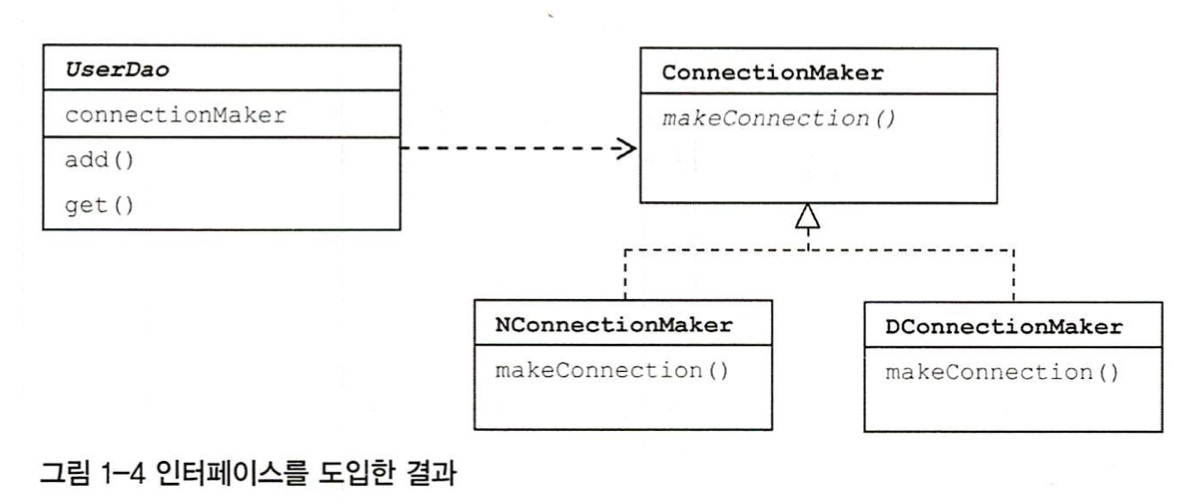 UserDao
connectionMaker
add()
get()
ConnectionMaker
makeConnection()
NConnectionMaker
makeConnection()
DConnectionMaker
makeConnection()
그림 1-4 인터페이스를 도입한 결과